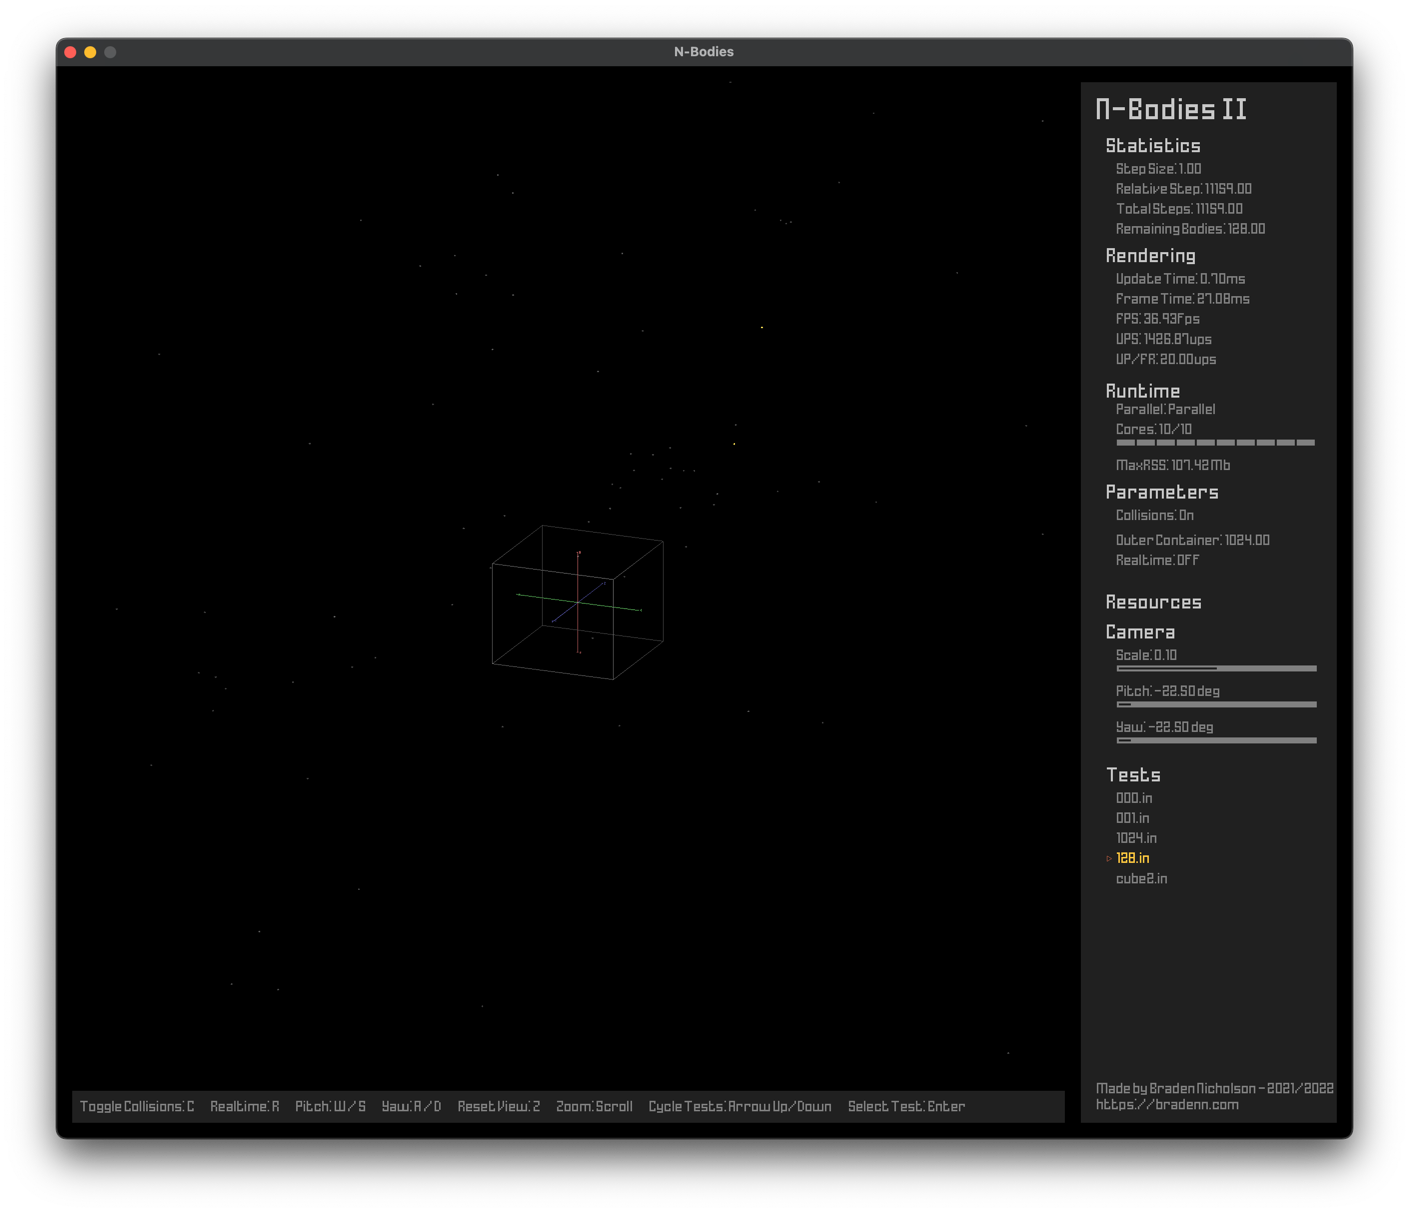 N-Bodies
N-Bodies II
Statistics
Step Size: 1.00
Relative Step: 11159.00
Total Steps: 11159.00
Remaining Bodies: 128.00
Rendering
Update Time: 0.70ms
Frame Time: 27.08ms
FPS: 36.93fps
UPS: 1426.87ups
UP/FR: 20.00ups
Runtime
Parallel: Parallel
Cores: 10/10
MaxRSS: 107.42Mb
Parameters
Collisions: On
Outer Container: 1024.00
Realtime: OFF
Resources
Camera
Scale: 0.10
Pitch: -22.50 deg
Yaw: -22.50 deg
Tests
000.in
001.in
1024.in
128.in
cube2.in
Made by Braden Nicholson - 2021/2022
https://bradenn.com
Toggle Collisions: C Realtime: R Pitch: W/S Yaw: A/D Reset View: Z Zoom: Scroll Cycle Tests: Arrow Up/Down Select Test: Enter